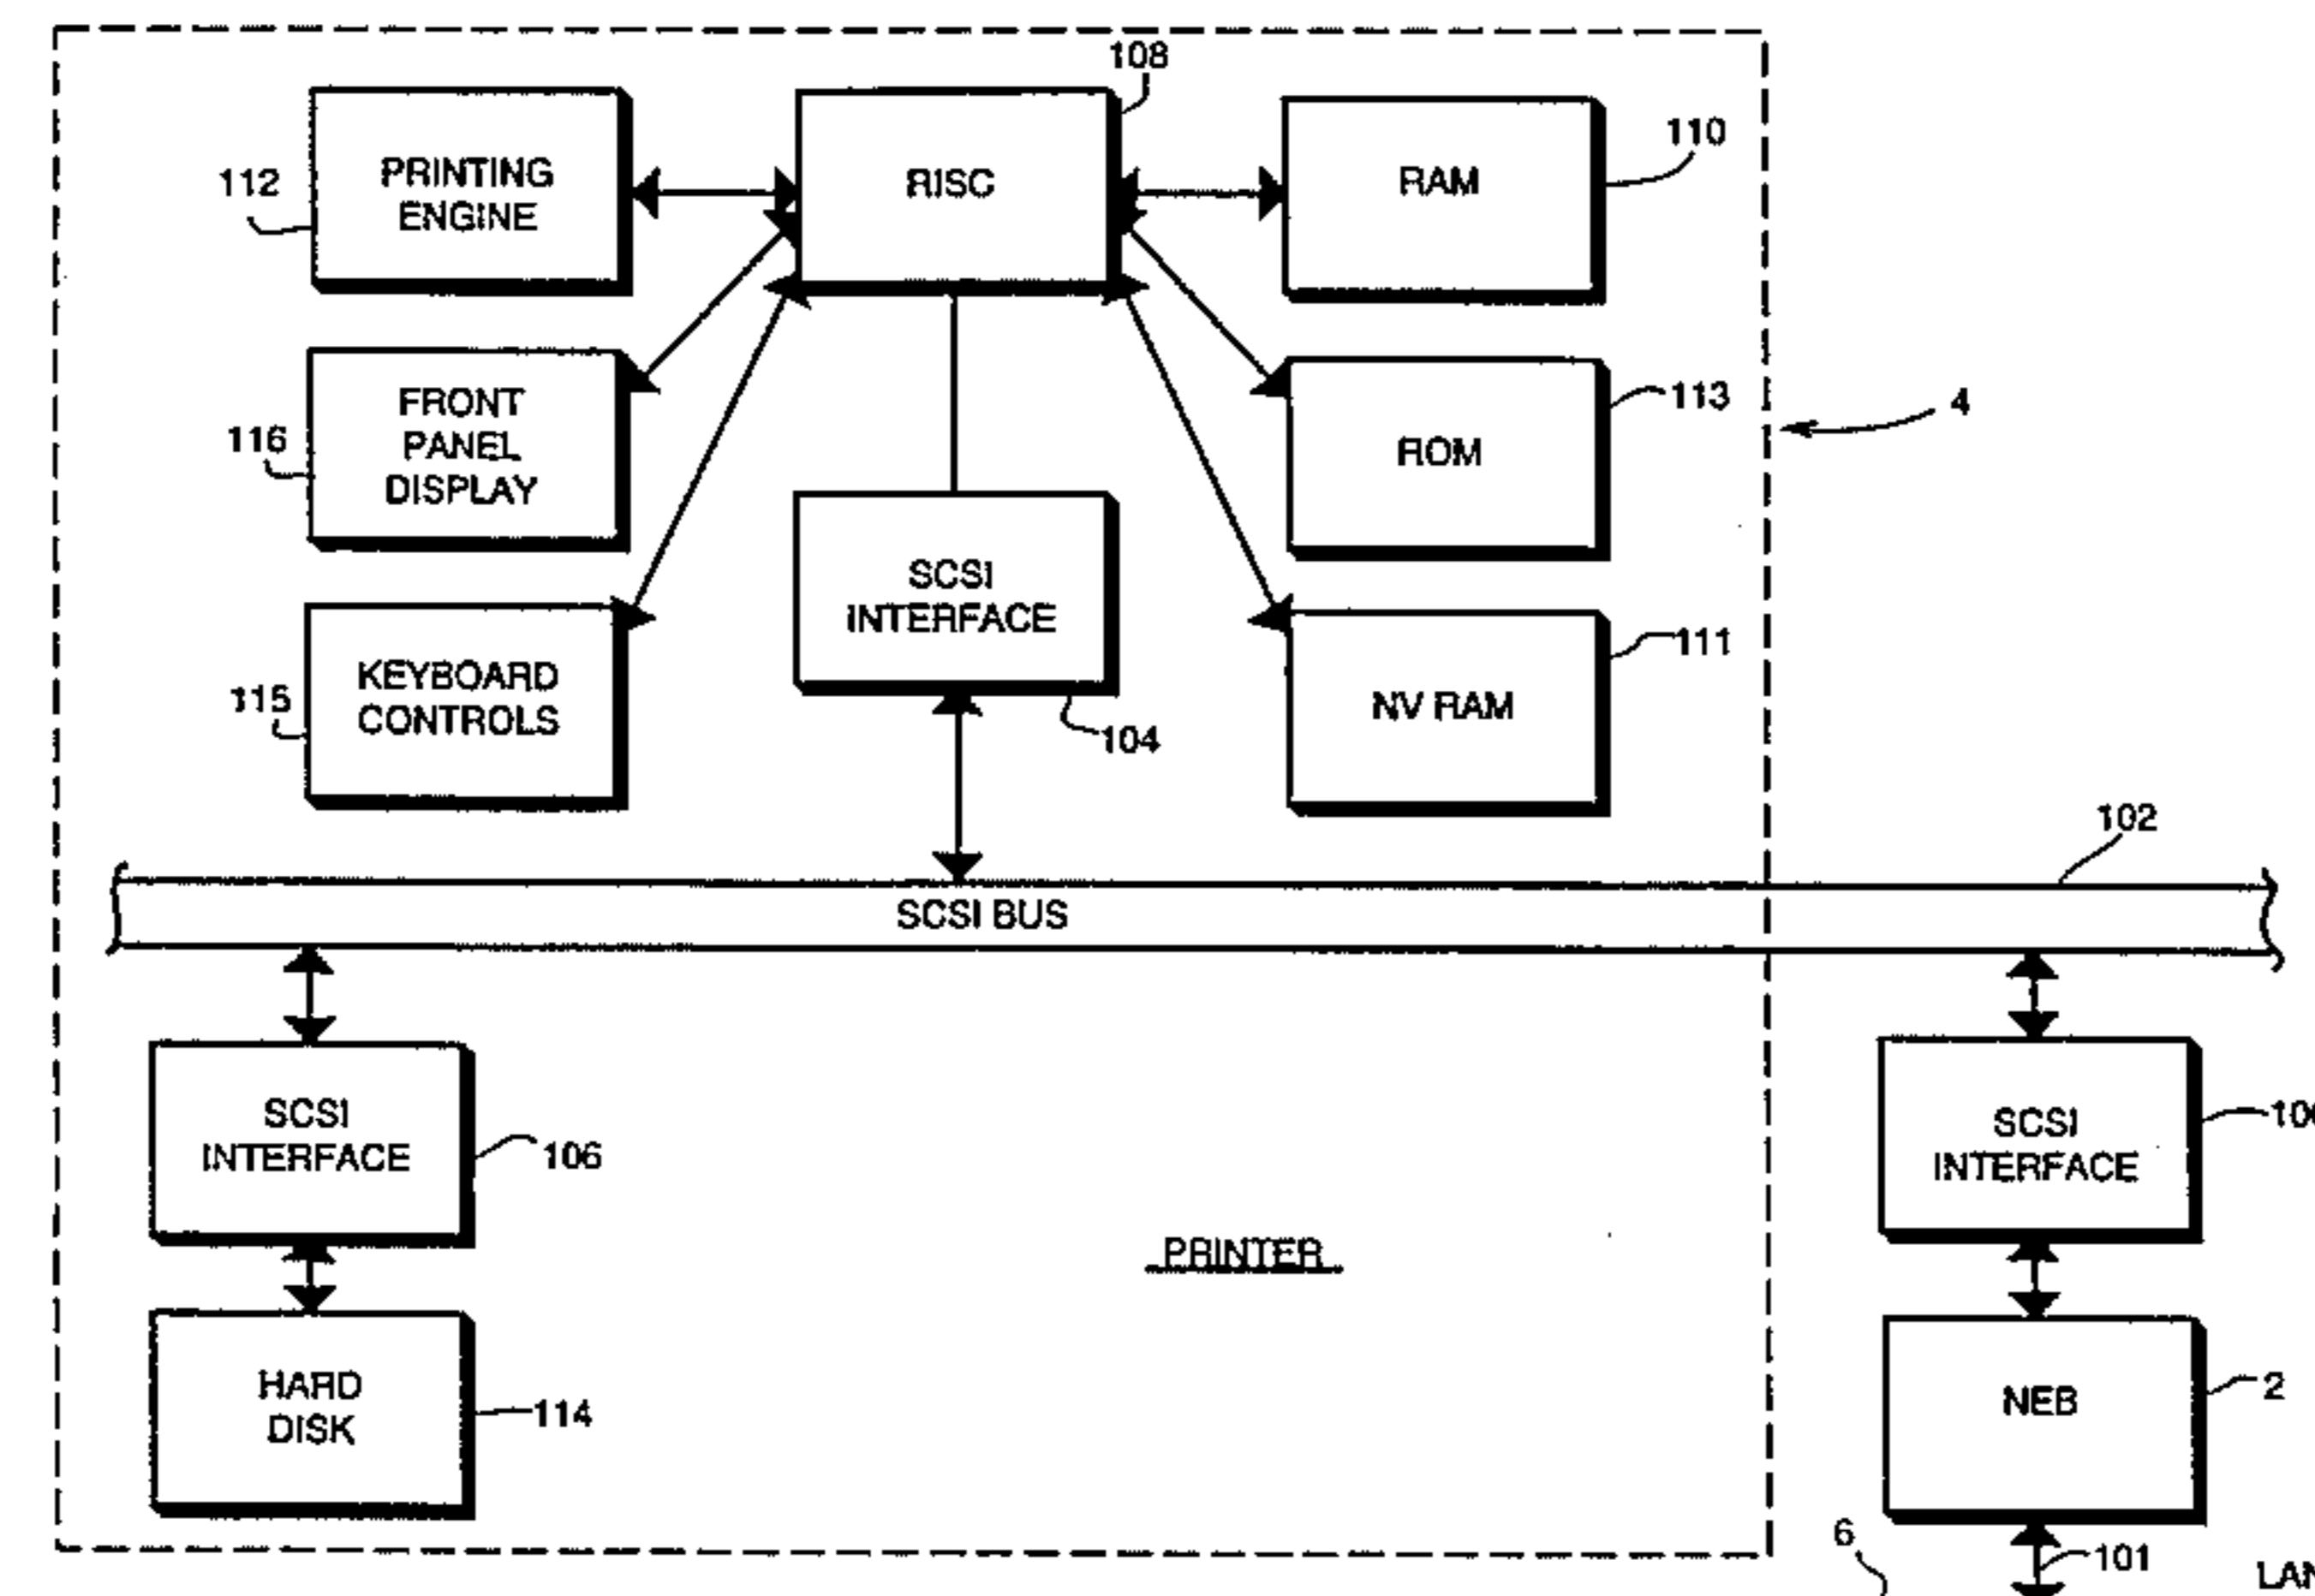 108
112
PRINTING
ENGINE
RISC
RAM
110
116
FRONT
PANEL
DISPLAY
ROM
113
4
115
KEYBOARD
CONTROLS
SCSI
INTERFACE
104
NV RAM
111
102
SCSI BUS
SCSI
INTERFACE
106
SCSI
INTERFACE
PRINTER
HARD
DISK
114
NEB
2
6
101
LAN